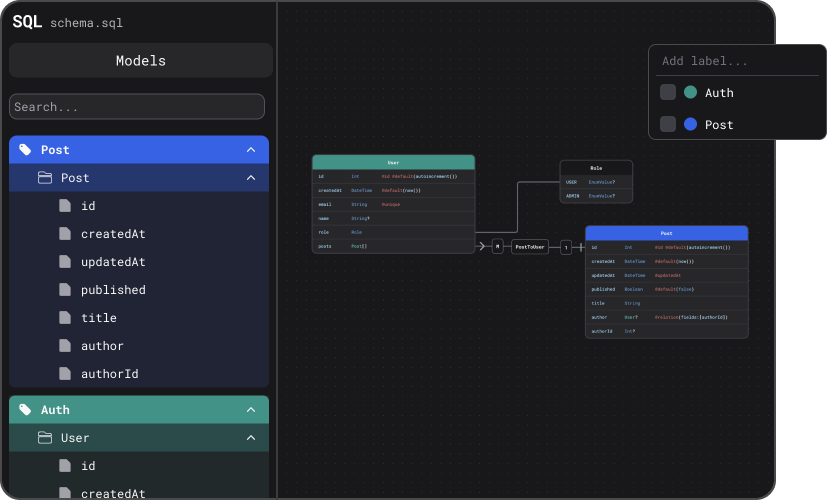 SQL schema.sql
Models
Search...
Post
Post
id
createdAt
updatedAt
published
title
author
authorId
Auth
User
id
createdAt
User
id Int @id @default(autoincrement())
createdAt DateTime @default(now())
email String @unique
name String?
role Role
posts Post[]
M PostToUser 1
Role
USER EnumValue?
ADMIN EnumValue?
Post
id Int @id @default(autoincrement())
createdAt DateTime @default(now())
updatedAt DateTime @updatedAt
published Boolean @default(false)
title String
author User? @relation(fields:[authorId])
authorId Int?
Add label...
Auth
Post